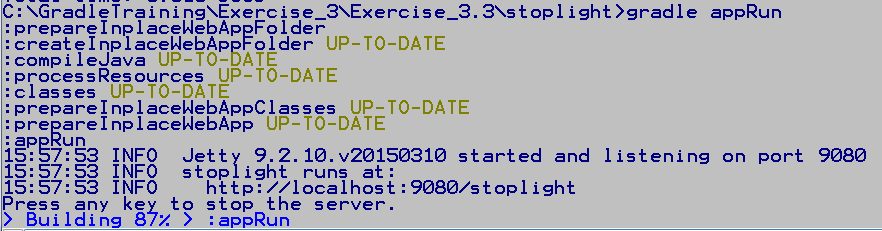 C:\GradleTraining\Exercise_3\Exercise_3.3\stoplight>gradle appRun
:prepareInplaceWebAppFolder
:createInplaceWebAppFolder UP-TO-DATE
:compileJava UP-TO-DATE
:processResources UP-TO-DATE
:classes UP-TO-DATE
:prepareInplaceWebAppClasses UP-TO-DATE
:prepareInplaceWebApp UP-TO-DATE
:appRun
15:57:53 INFO  Jetty 9.2.10.v20150310 started and listening on port 9080
15:57:53 INFO  stoplight runs at:
15:57:53 INFO    http://localhost:9080/stoplight
Press any key to stop the server.
> Building 87% > :appRun